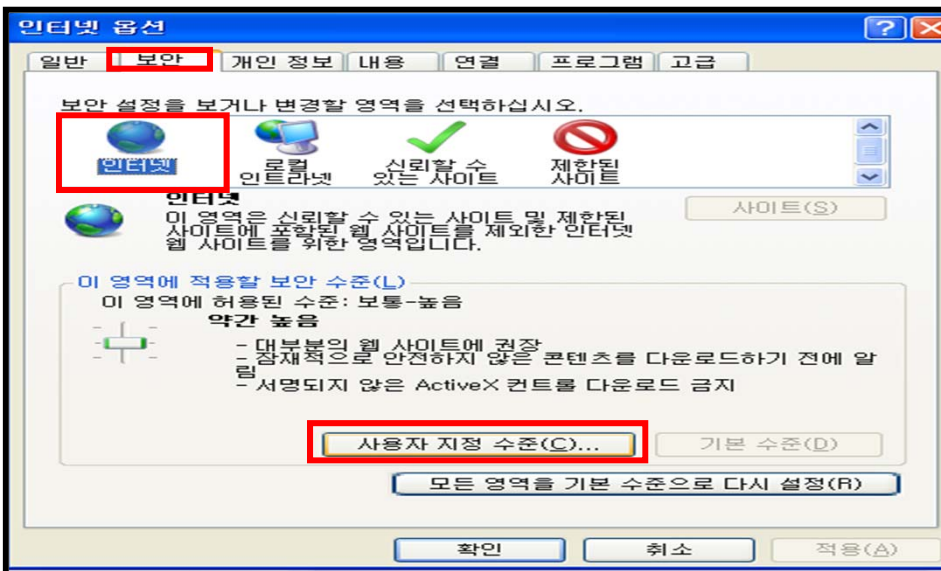 인터넷 옵션
일반 보안 개인 정보 내용 연결 프로그램 고급
보안 설정을 보거나 변경할 영역을 선택하십시오.
인터넷 로컬 인트라넷 신뢰할 수 있는 사이트 제한된 사이트
인터넷
사이트(S)
이 영역은 신뢰할 수 있는 사이트 및 제한된
사이트에 포함된 웹 사이트를 제외한 인터넷
웹 사이트를 위한 영역입니다.
이 영역에 적용할 보안 수준(L)
이 영역에 허용된 수준: 보통-높음
약간 높음
- 대부분의 웹 사이트에 권장
- 잠재적으로 안전하지 않은 콘텐츠를 다운로드하기 전에 알
림
- 서명되지 않은 ActiveX 컨트롤 다운로드 금지
사용자 지정 수준(C)... 기본 수준(D)
모든 영역을 기본 수준으로 다시 설정(R)
확인 취소 적용(A)